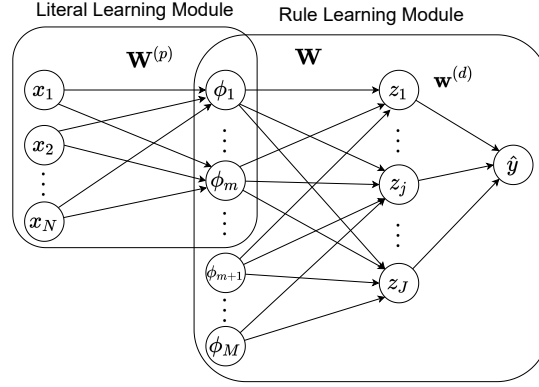 Literal Learning Module
Rule Learning Module
W^(p)
W
w^(d)
x_1
x_2
⋮
x_N
ϕ_1
⋮
ϕ_m
⋮
ϕ_{m+1}
⋮
ϕ_M
z_1
⋮
z_j
⋮
z_J
ŷ